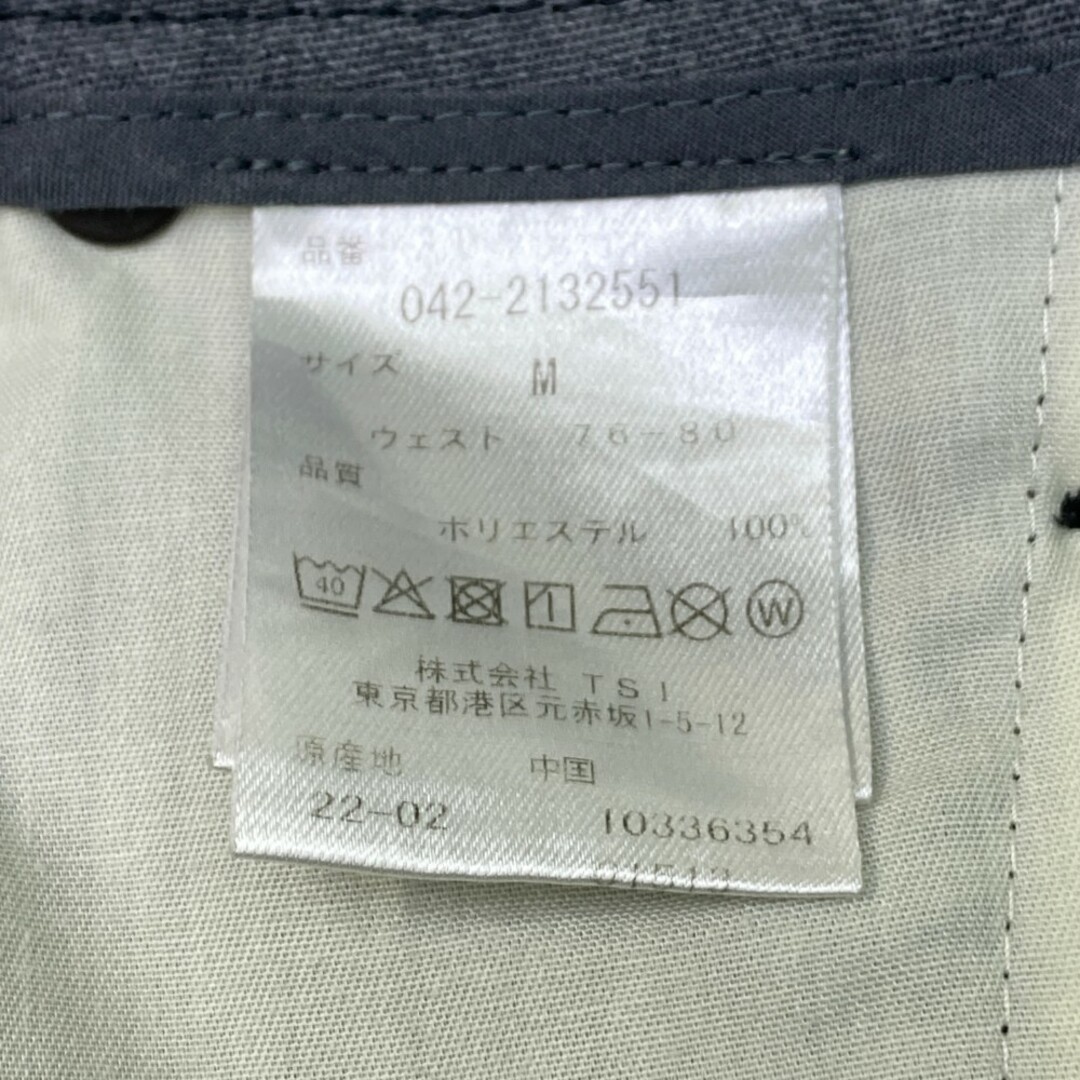 品番
042-2132551
サイズ M
ウェスト 76-80
品質
ポリエステル 100%
40 W
株式会社 TSI
東京都港区元赤坂1-5-12
原産地 中国
22-02 10336354